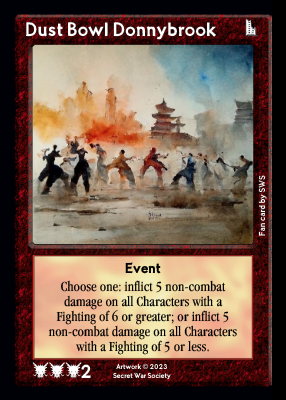 Dust Bowl Donnybrook
Fan card by SWS
Event
Choose one: inflict 5 non-combat
damage on all Characters with a
Fighting of 6 or greater; or inflict 5
non-combat damage on all Characters
with a Fighting of 5 or less.
2
Artwork © 2023
Secret War Society